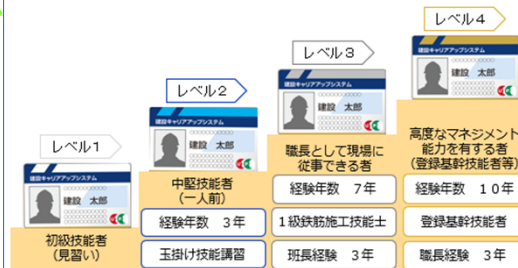 レベル4
建設キャリアアップシステム
建設 太郎
高度なマネジメント
能力を有する者
(登録基幹技能者等)
経験年数 10年
登録基幹技能者
職長経験 3年
レベル3
建設キャリアアップシステム
建設 太郎
職長として現場に
従事できる者
経験年数 7年
1級鉄筋施工技能士
班長経験 3年
レベル2
建設キャリアアップシステム
建設 太郎
中堅技能者
(一人前)
経験年数 3年
玉掛け技能講習
レベル1
建設キャリアアップシステム
建設 太郎
初級技能者
(見習い)